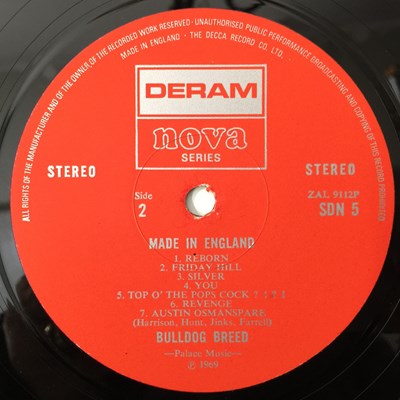 ALL RIGHTS OF THE MANUFACTURER AND OF THE OWNER OF THE RECORDED WORK RESERVED · UNAUTHORISED PUBLIC PERFORMANCE BROADCASTING AND COPYING OF THIS RECORD PROHIBITED
MADE IN ENGLAND · THE DECCA RECORD CO. LTD.
DERAM
nova
SERIES
STEREO
STEREO
Side
2
ZAL 9112P
SDN 5
MADE IN ENGLAND
1. REBORN
2. FRIDAY HILL
3. SILVER
4. YOU
5. TOP O' THE POPS COCK ? ! ? !
6. REVENGE
7. AUSTIN OSMANSPARE
(Harrison, Ham, Jinks, Farrell)
BULLDOG BREED
—Palace Music—
℗ 1969